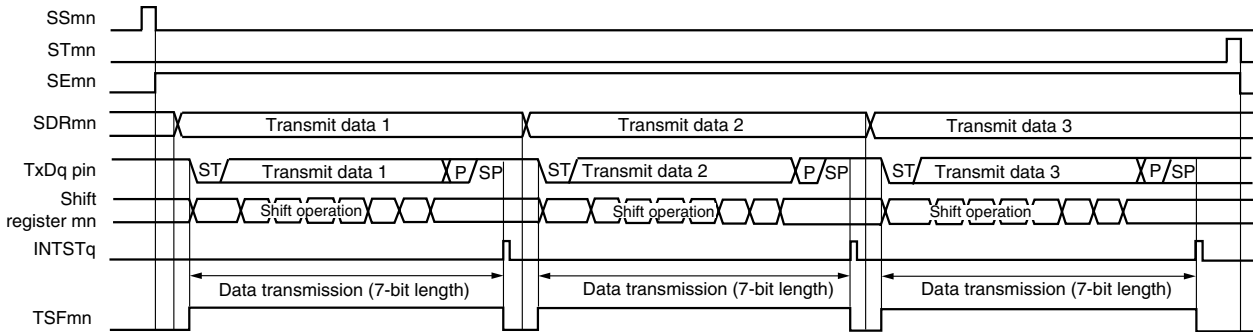 SSmn
STmn
SEmn
SDRmn Transmit data 1 Transmit data 2 Transmit data 3
TxDq pin ST Transmit data 1 P SP ST Transmit data 2 P SP ST Transmit data 3 P SP
Shift
register mn Shift operation Shift operation Shift operation
INTSTq
Data transmission (7-bit length) Data transmission (7-bit length) Data transmission (7-bit length)
TSFmn